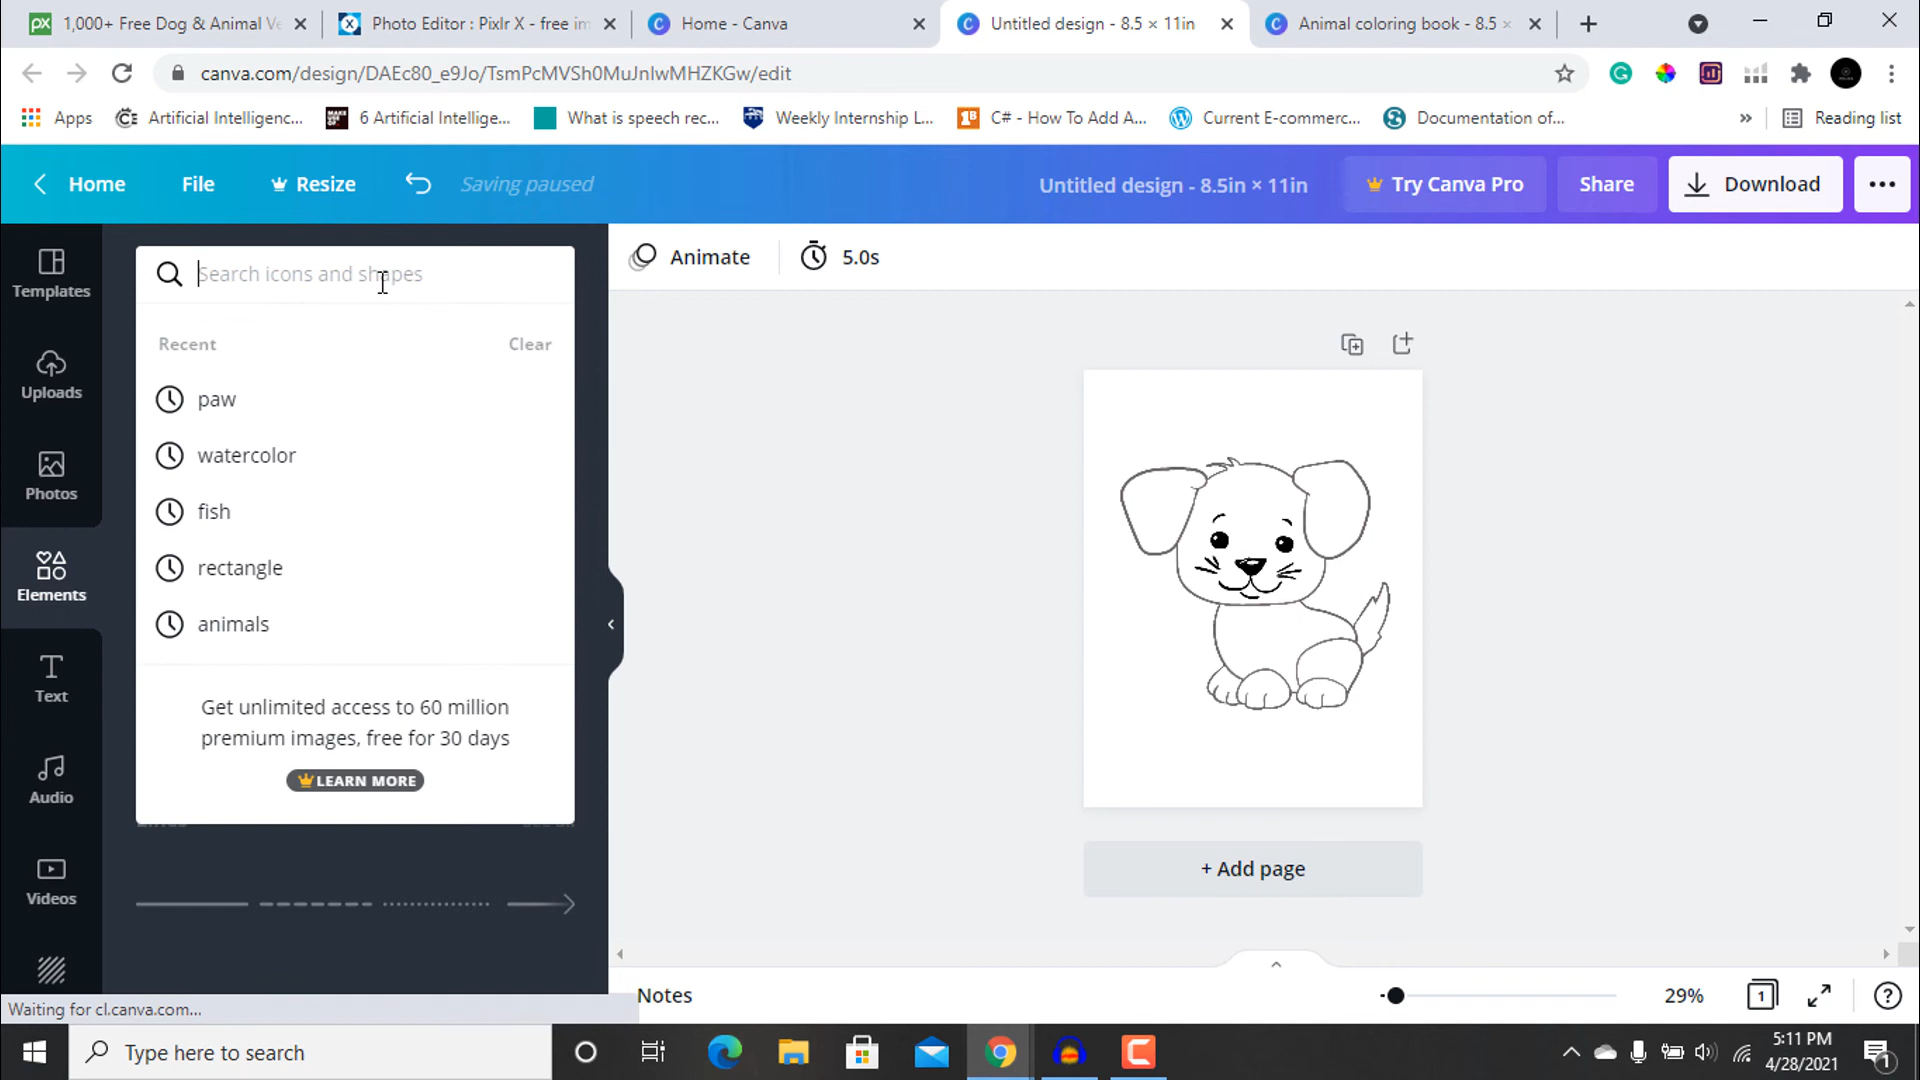 1,000+ Free Dog & Animal Ve
Photo Editor : Pixlr X - free im
Home - Canva
Untitled design - 8.5 × 11in
Animal coloring book - 8.5 ×
canva.com/design/DAEc80_e9Jo/TsmPcMVSh0MuJnIwMHZKGw/edit
Apps
Artificial Intelligenc...
6 Artificial Intellige...
What is speech rec...
Weekly Internship L...
C# - How To Add A...
Current E-commerc...
Documentation of...
»
Reading list
Home
File
Resize
Saving paused
Untitled design - 8.5in × 11in
Try Canva Pro
Share
Download
Templates
Uploads
Photos
Elements
Text
Audio
Videos
Search icons and shapes
Recent
Clear
paw
watercolor
fish
rectangle
animals
Get unlimited access to 60 million
premium images, free for 30 days
LEARN MORE
Animate
5.0s
+ Add page
Notes
29%
1
Waiting for cl.canva.com...
Type here to search
5:11 PM
4/28/2021
1